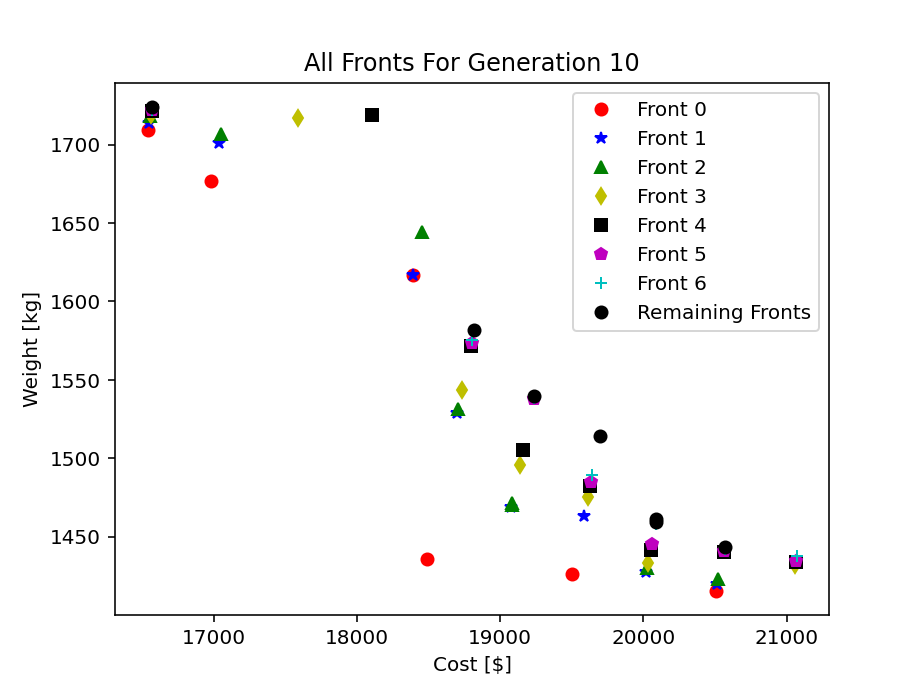 All Fronts For Generation 10
Front 0
Front 1
Front 2
Front 3
Front 4
Front 5
Front 6
Remaining Fronts
1700
1650
1600
1550
1500
1450
Weight [kg]
17000 18000 19000 20000 21000
Cost [$]